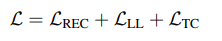 ℒ = ℒ_REC + ℒ_LL + ℒ_TC